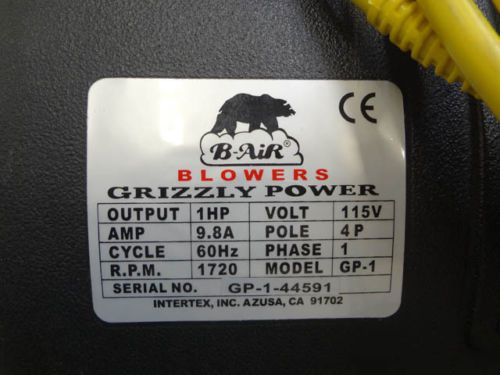 B-AiR®
CE
BLOWERS
GRIZZLY POWER
OUTPUT 1HP VOLT 115V
AMP 9.8A POLE 4P
CYCLE 60Hz PHASE 1
R.P.M. 1720 MODEL GP-1
SERIAL NO. GP-1-44591
INTERTEX, INC. AZUSA, CA 91702